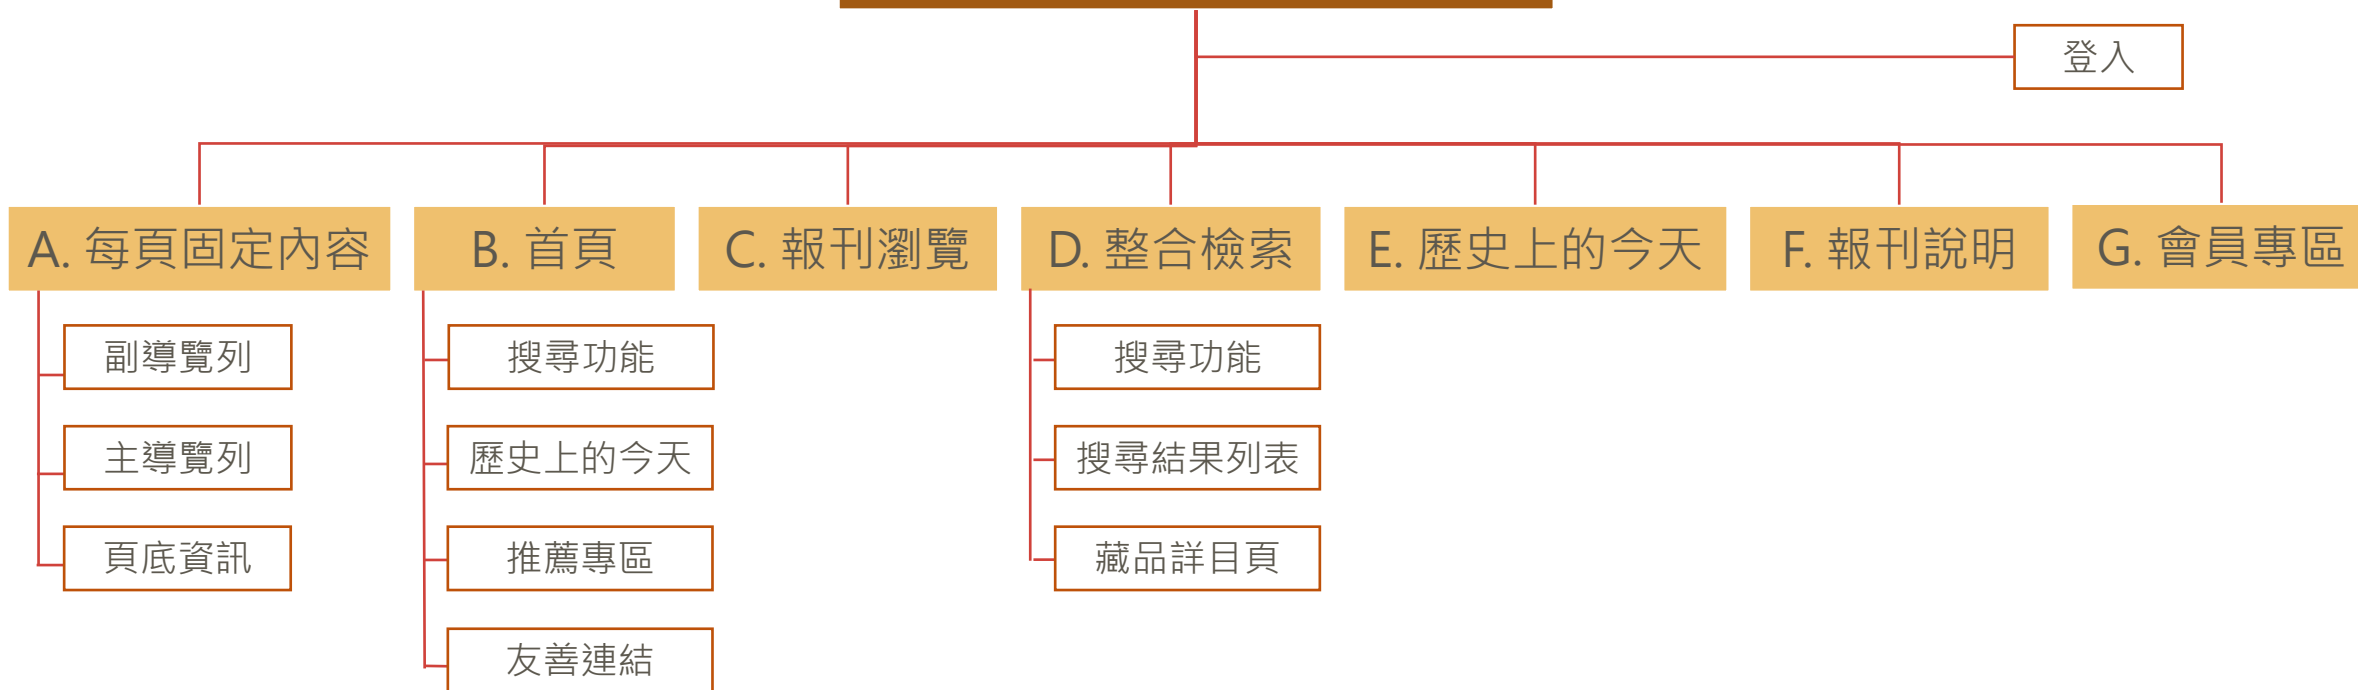 登入
A. 每頁固定內容
B. 首頁
C. 報刊瀏覽
D. 整合檢索
E. 歷史上的今天
F. 報刊說明
G. 會員專區
副導覽列
主導覽列
頁底資訊
搜尋功能
歷史上的今天
推薦專區
友善連結
搜尋功能
搜尋結果列表
藏品詳目頁